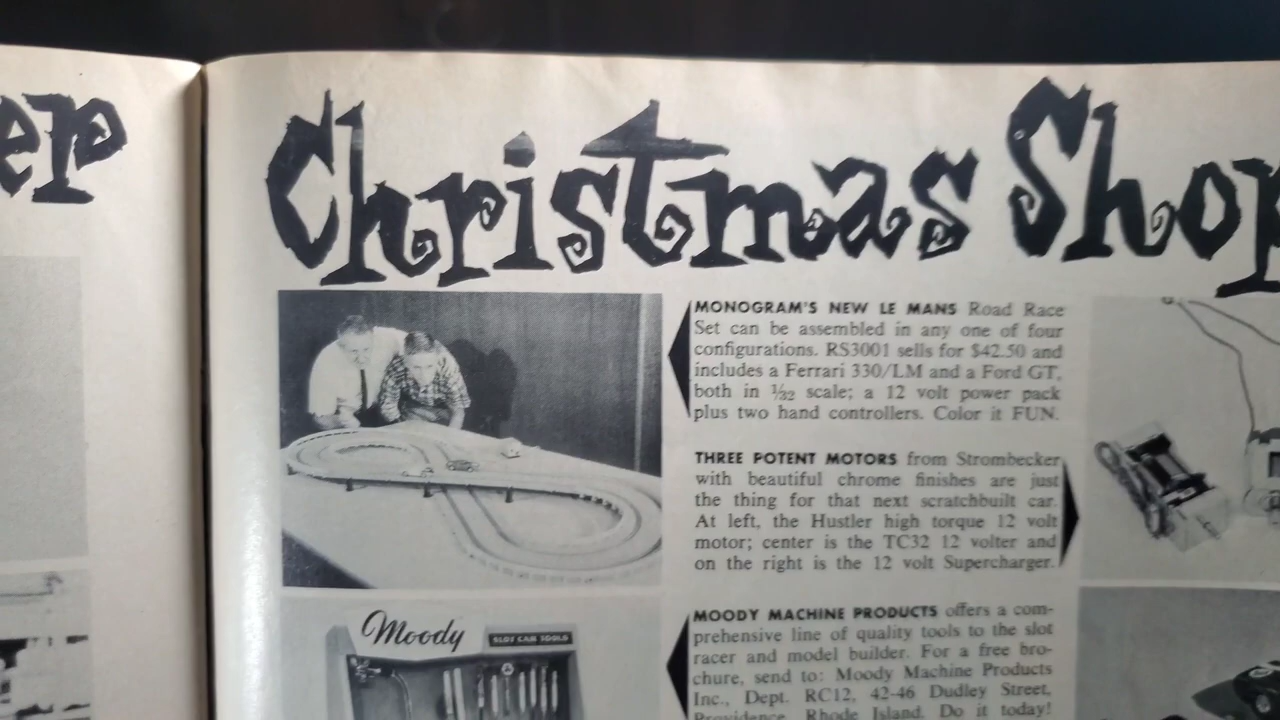 er
Christmas Shop
MONOGRAM'S NEW LE MANS Road Race
Set can be assembled in any one of four
configurations. RS3001 sells for $42.50 and
includes a Ferrari 330/LM and a Ford GT,
both in 1/32 scale; a 12 volt power pack
plus two hand controllers. Color it FUN.
THREE POTENT MOTORS from Strombecker
with beautiful chrome finishes are just
the thing for that next scratchbuilt car.
At left, the Hustler high torque 12 volt
motor; center is the TC32 12 volter and
on the right is the 12 volt Supercharger.
Moody
SLOT CAR TOOLS
MOODY MACHINE PRODUCTS offers a com-
prehensive line of quality tools to the slot
racer and model builder. For a free bro-
chure, send to: Moody Machine Products
Inc., Dept. RC12, 42-46 Dudley Street,
Providence, Rhode Island. Do it today!